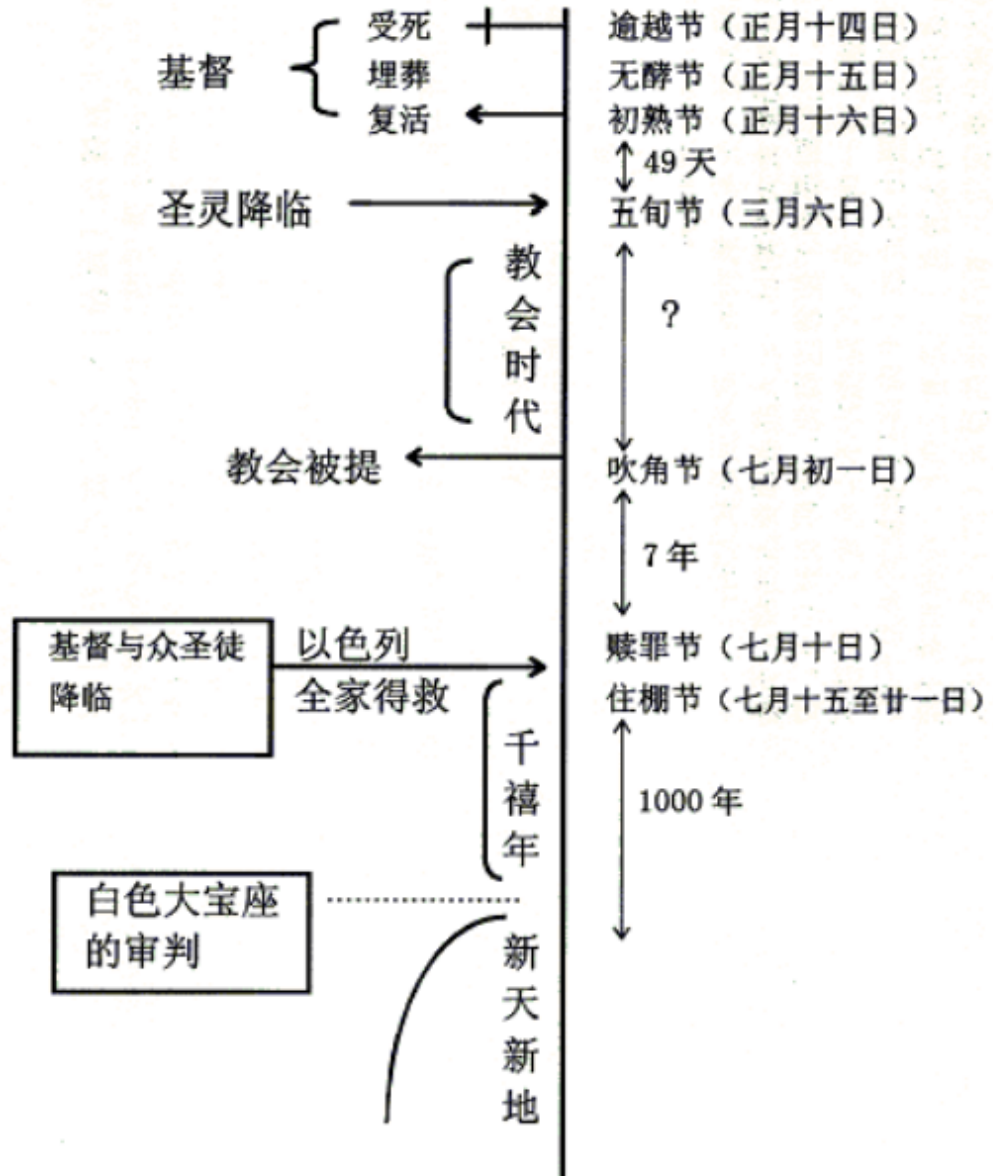 受死 逾越节（正月十四日）
基督 埋葬 无酵节（正月十五日）
复活 初熟节（正月十六日）
49天
圣灵降临 五旬节（三月六日）
教会时代
?
教会被提 吹角节（七月初一日）
7年
基督与众圣徒 以色列 赎罪节（七月十日）
降临 全家得救 住棚节（七月十五至廿一日）
千禧年
1000年
白色大宝座
的审判
新天新地